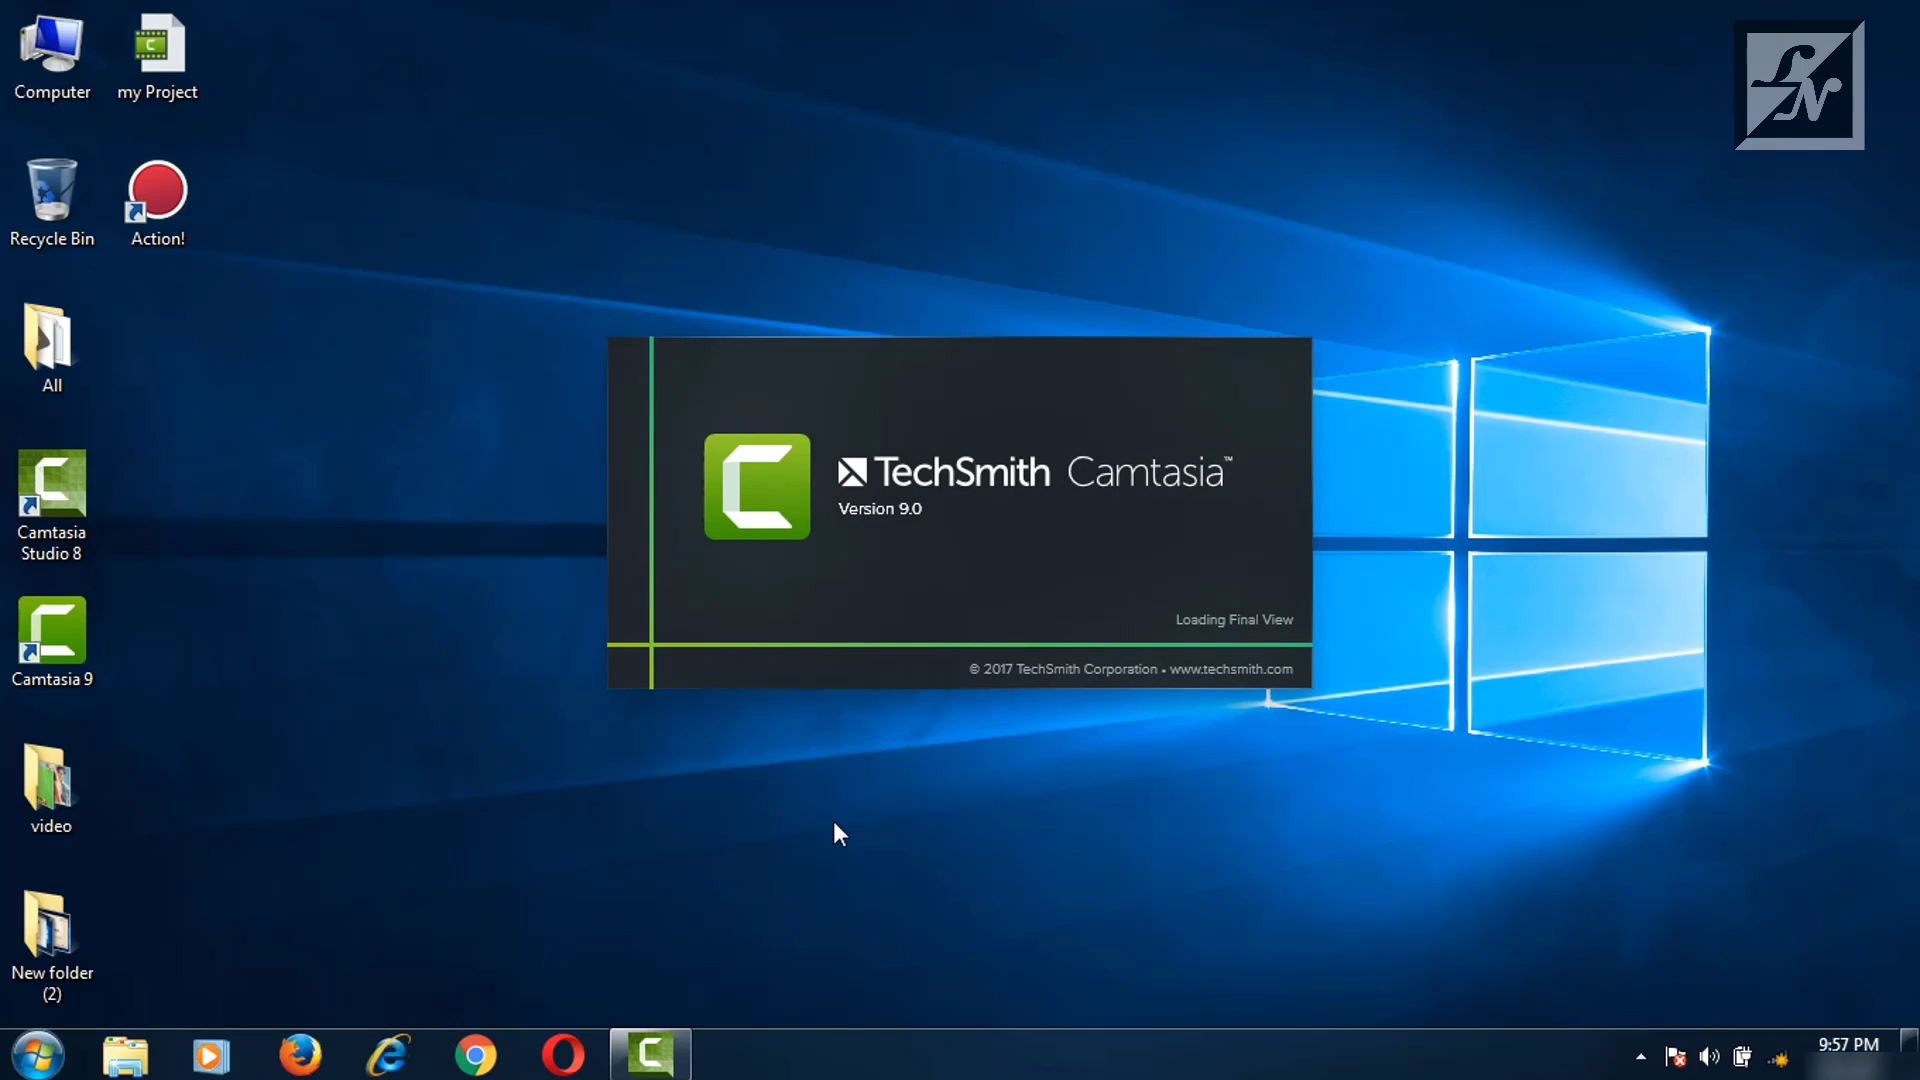 Computer
my Project
Recycle Bin
Action!
All
Camtasia
Studio 8
Camtasia 9
video
New folder
(2)
LN
TechSmith Camtasia™
Version 9.0
Loading Final View
© 2017 TechSmith Corporation • www.techsmith.com
9:57 PM